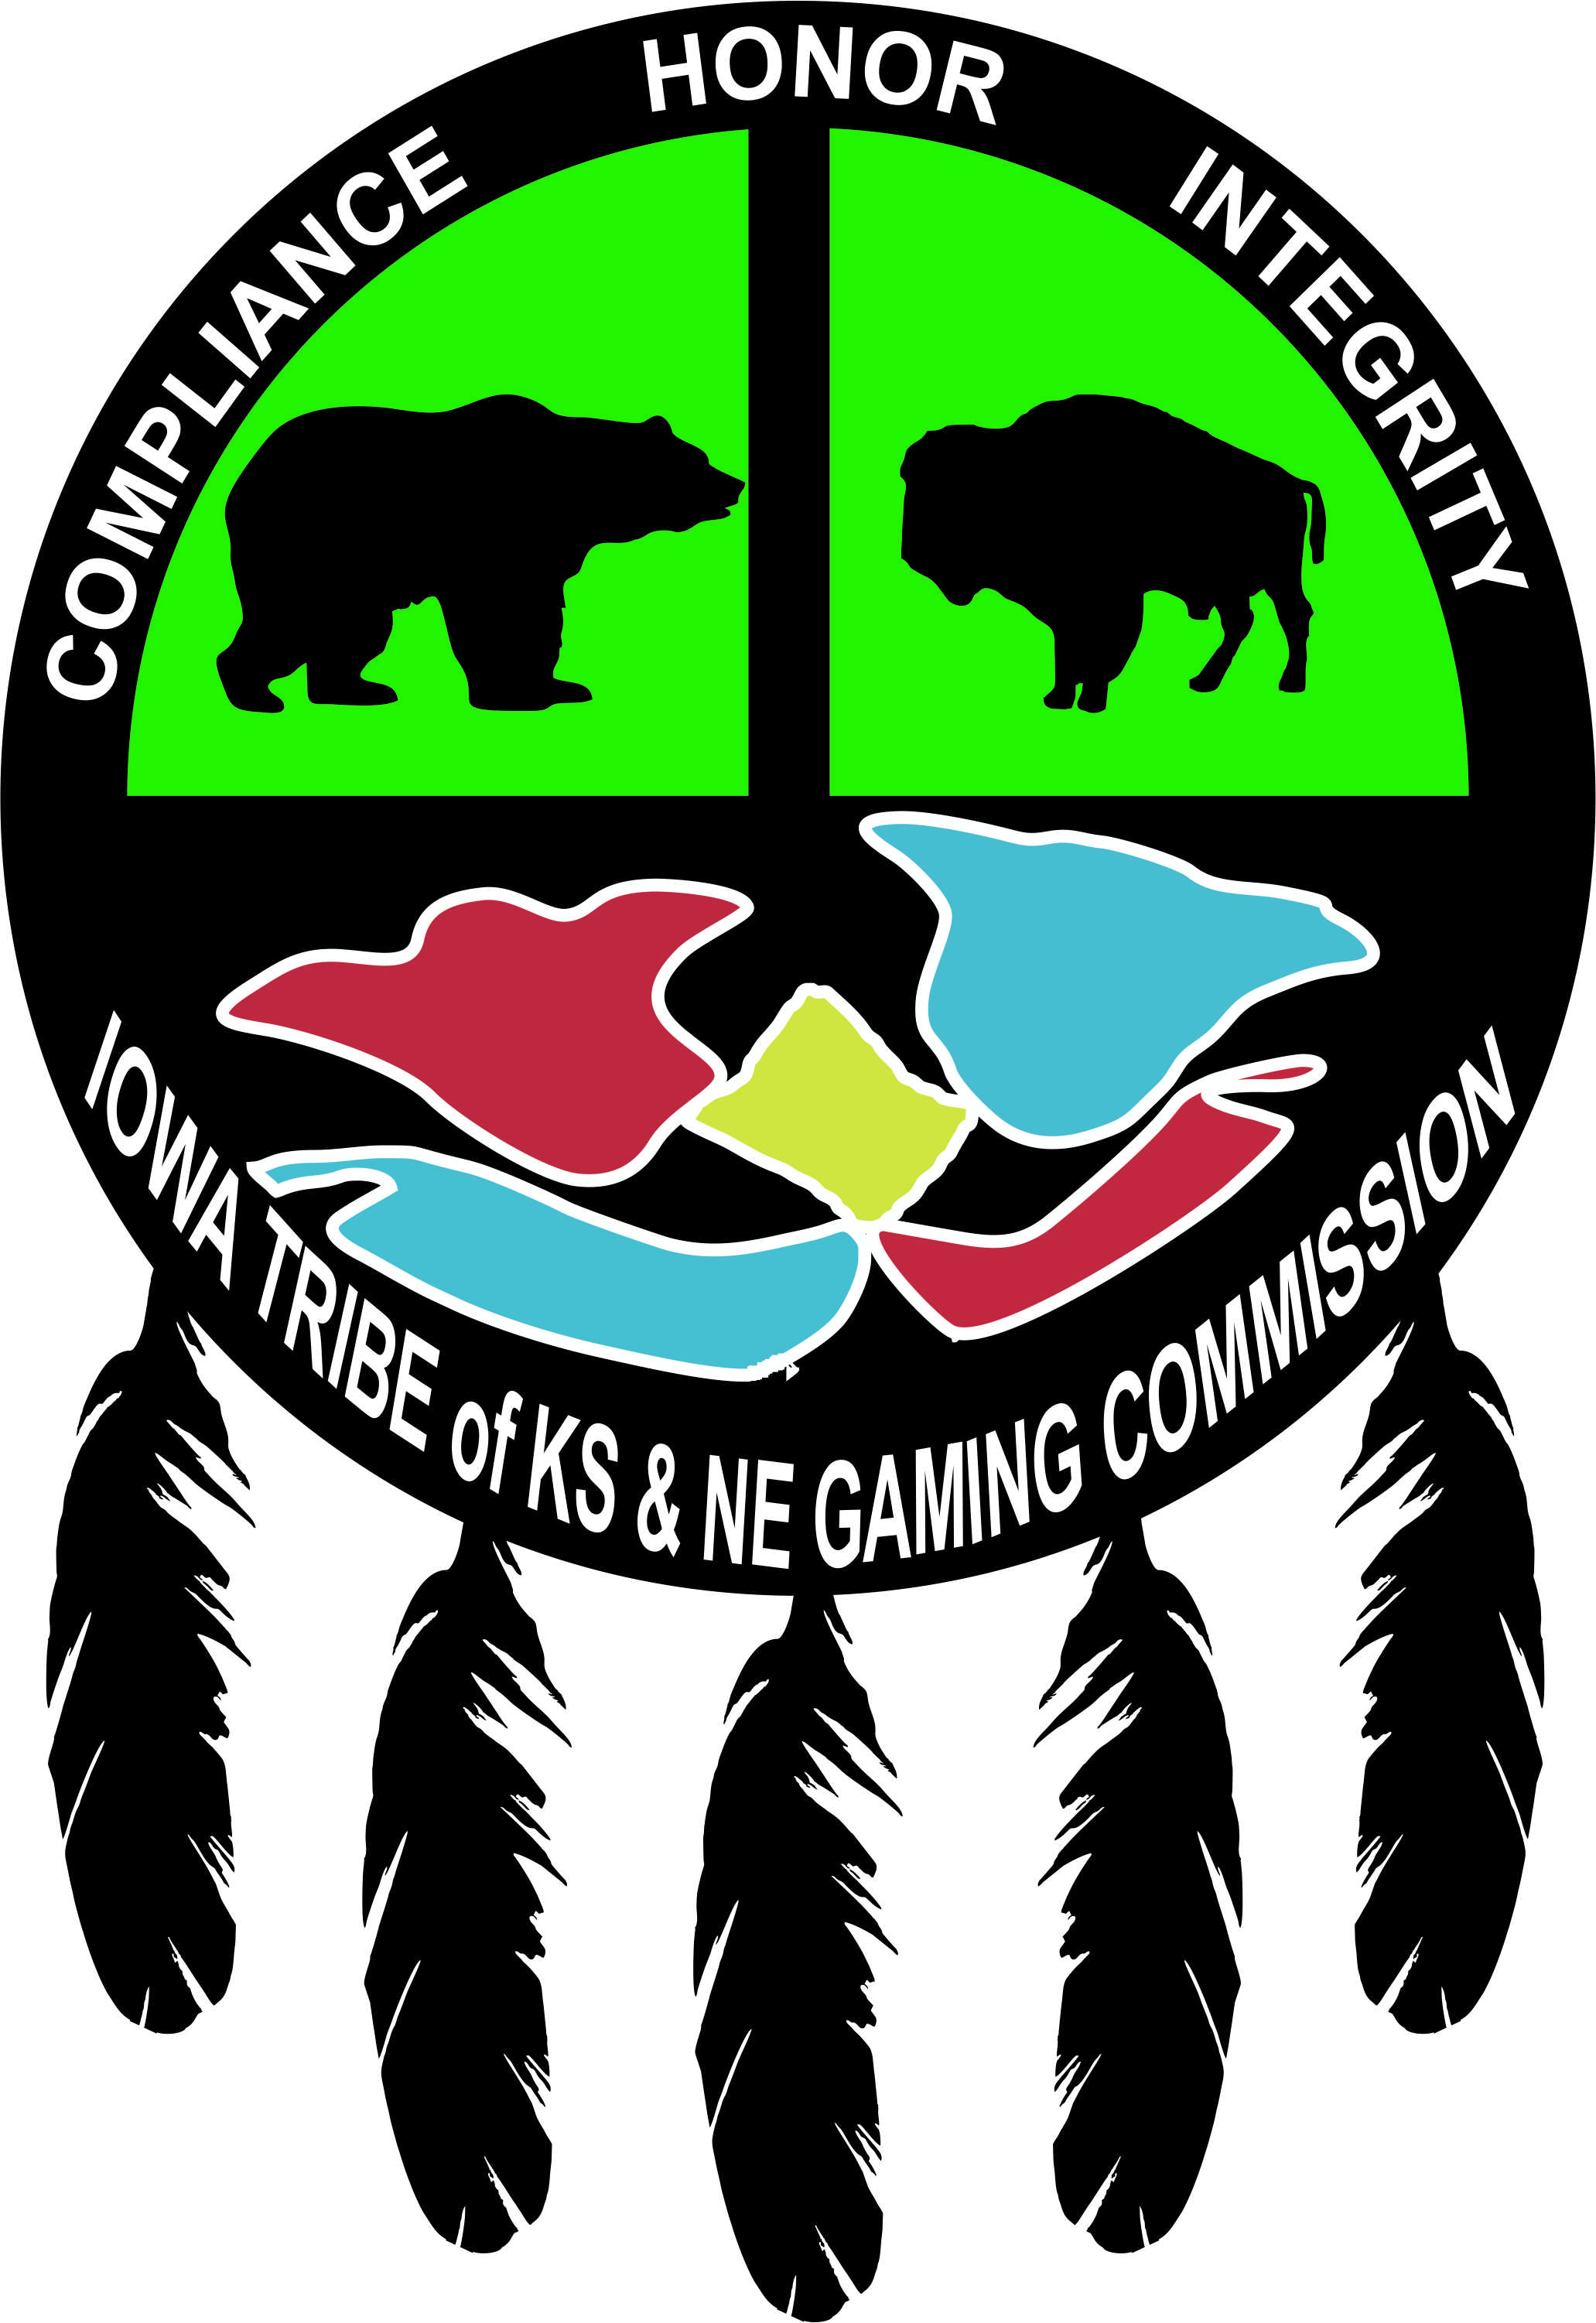 COMPLIANCE
HONOR
INTEGRITY
IOWA TRIBE of KS & NE GAMING COMMISSION